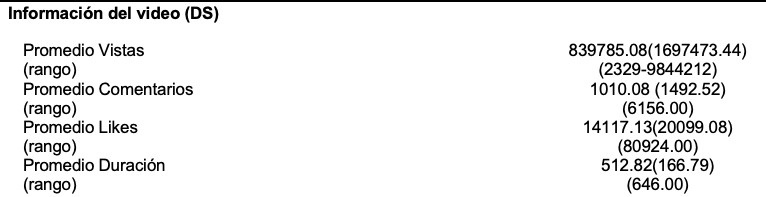 Información del video (DS)
Promedio Vistas 839785.08(1697473.44)
(rango) (2329-9844212)
Promedio Comentarios 1010.08 (1492.52)
(rango) (6156.00)
Promedio Likes 14117.13(20099.08)
(rango) (80924.00)
Promedio Duración 512.82(166.79)
(rango) (646.00)